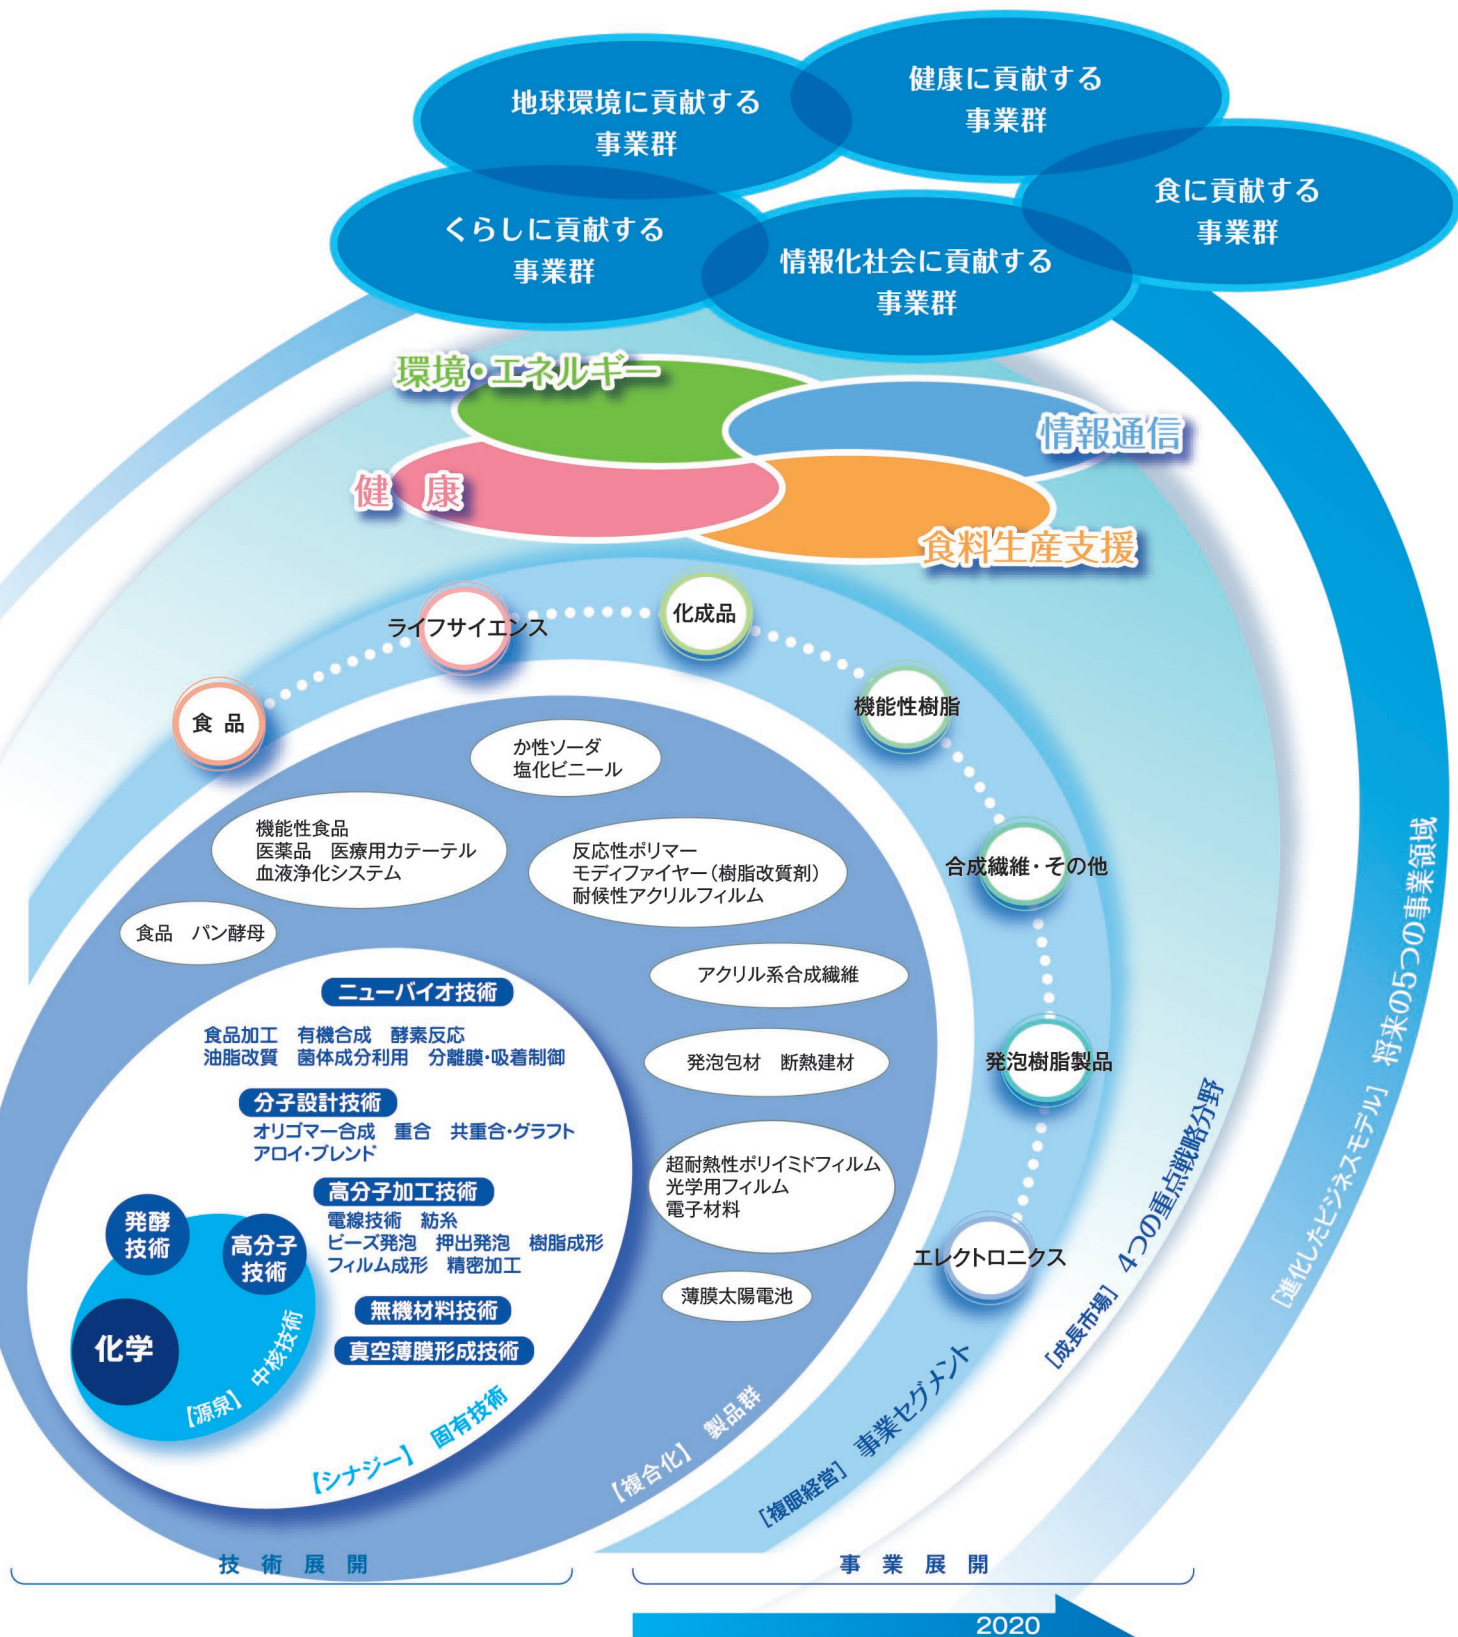 地球環境に貢献する
事業群
健康に貢献する
事業群
食に貢献する
事業群
くらしに貢献する
事業群
情報化社会に貢献する
事業群
環境・エネルギー
情報通信
健　康
食料生産支援
食 品
ライフサイエンス
化成品
機能性樹脂
合成繊維・その他
発泡樹脂製品
エレクトロニクス
か性ソーダ
塩化ビニール
機能性食品
医薬品　医療用カテーテル
血液浄化システム
反応性ポリマー
モディファイヤー（樹脂改質剤）
耐候性アクリルフィルム
食品　パン酵母
アクリル系合成繊維
発泡包材　断熱建材
超耐熱性ポリイミドフィルム
光学用フィルム
電子材料
薄膜太陽電池
ニューバイオ技術
食品加工　有機合成　酵素反応
油脂改質　菌体成分利用　分離膜・吸着制御
分子設計技術
オリゴマー合成　重合　共重合・グラフト
アロイ・ブレンド
高分子加工技術
電線技術　紡糸
ビーズ発泡　押出発泡　樹脂成形
フィルム成形　精密加工
無機材料技術
真空薄膜形成技術
発酵
技術
高分子
技術
化学
【源泉】 中核技術
【シナジー】 固有技術
【複合化】 製品群
［複眼経営］ 事業セグメント
［成長市場］ 4つの重点戦略分野
［進化したビジネスモデル］ 将来の5つの事業領域
技術展開
事業展開
2020